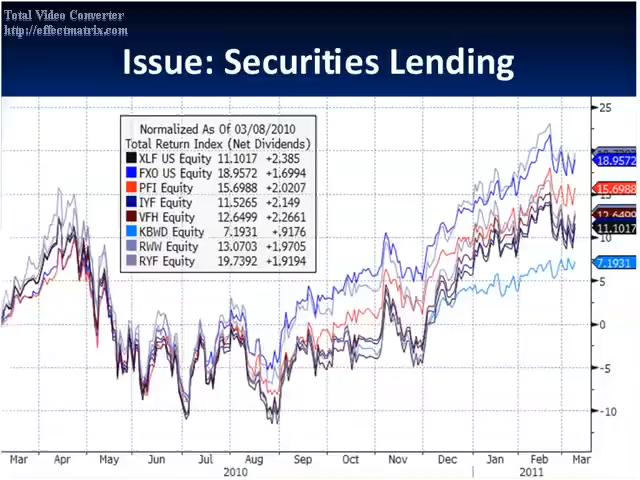 Total Video Converter
http://effectmatrix.com
Issue: Securities Lending
Normalized As Of 03/08/2010
Total Return Index (Net Dividends)
XLF US Equity 11.1017 +2.385
FXO US Equity 18.9572 +1.6994
PFI Equity 15.6988 +2.0207
IYF Equity 11.5265 +2.149
VFH Equity 12.6499 +2.2661
KBWD Equity 7.1931 +.9176
RWW Equity 13.0703 +1.9705
RYF Equity 19.7392 +1.9194
25
18.9572
15.6988
12.6499
11.1017
10
7.1931
5
0
-5
-10
Mar Apr May Jun Jul Aug Sep Oct Nov Dec Jan Feb Mar
2010 2011